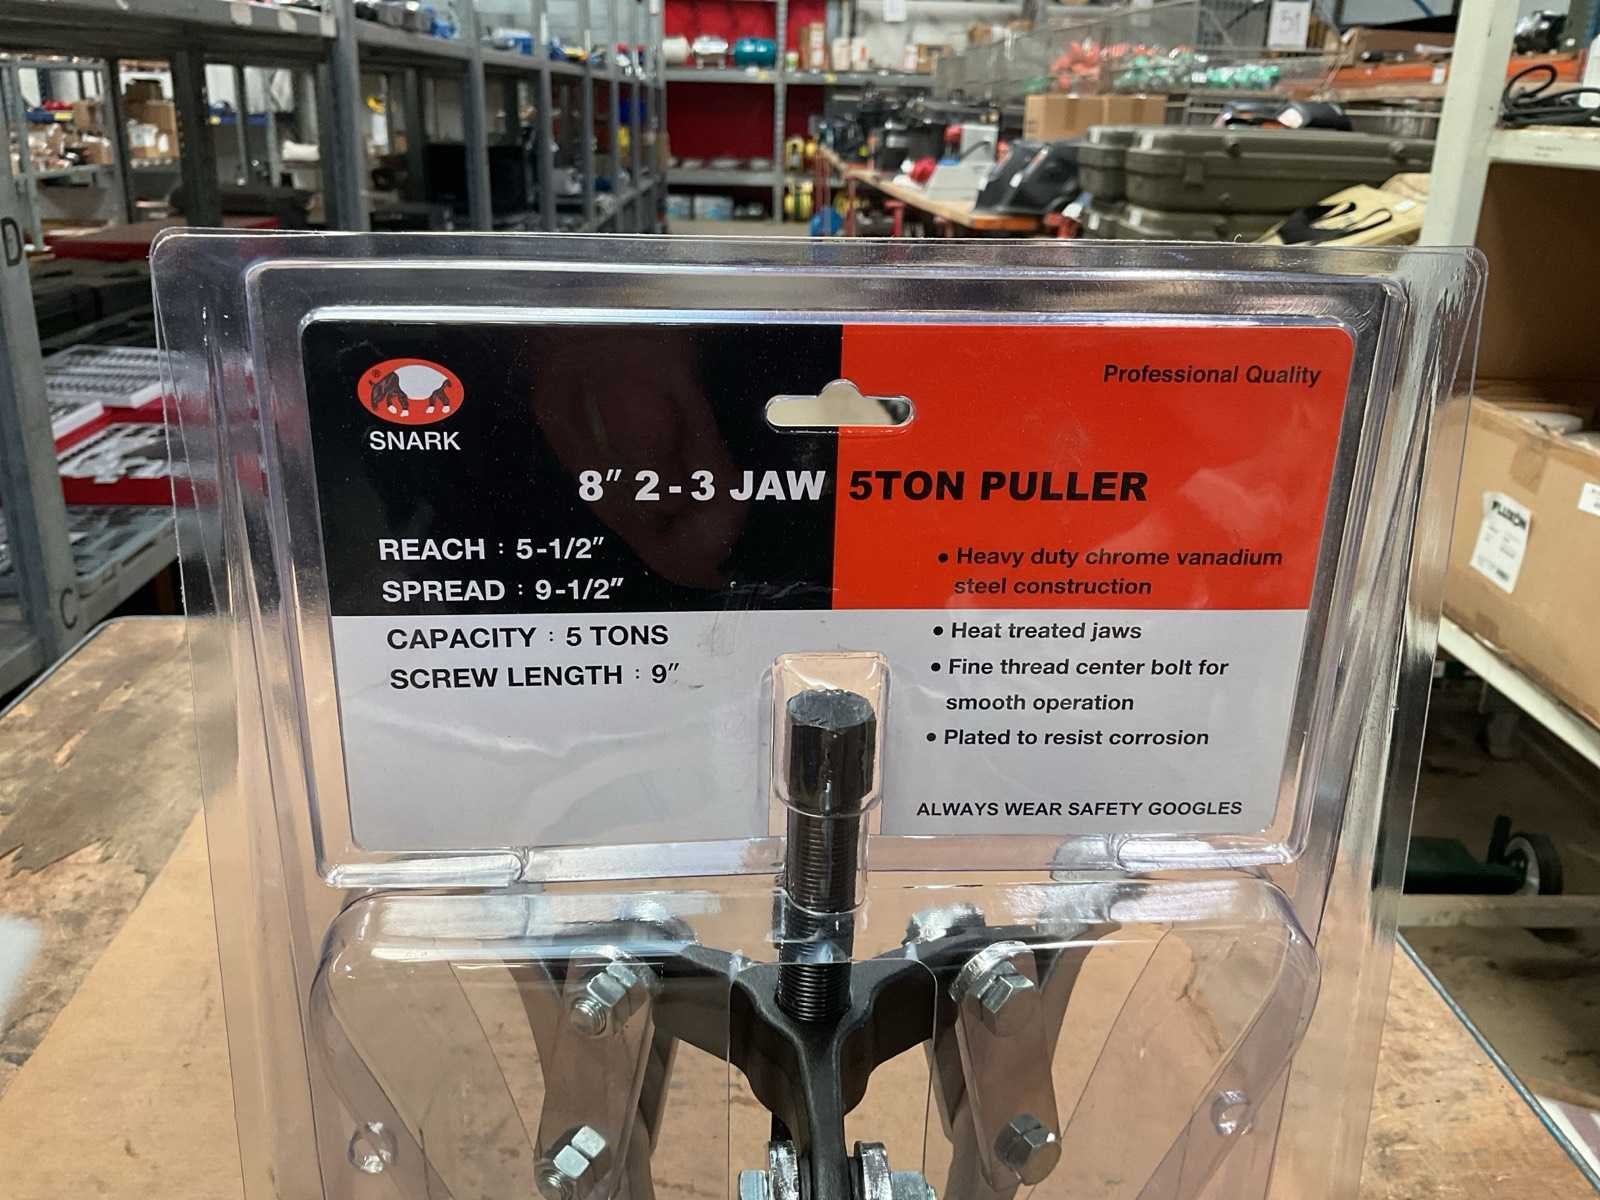 ®
SNARK
Professional Quality
8" 2-3 JAW 5TON PULLER
REACH : 5-1/2"
SPREAD : 9-1/2"
CAPACITY : 5 TONS
SCREW LENGTH : 9"
• Heavy duty chrome vanadium
steel construction
• Heat treated jaws
• Fine thread center bolt for
smooth operation
• Plated to resist corrosion
ALWAYS WEAR SAFETY GOOGLES
D
C
FLUXON